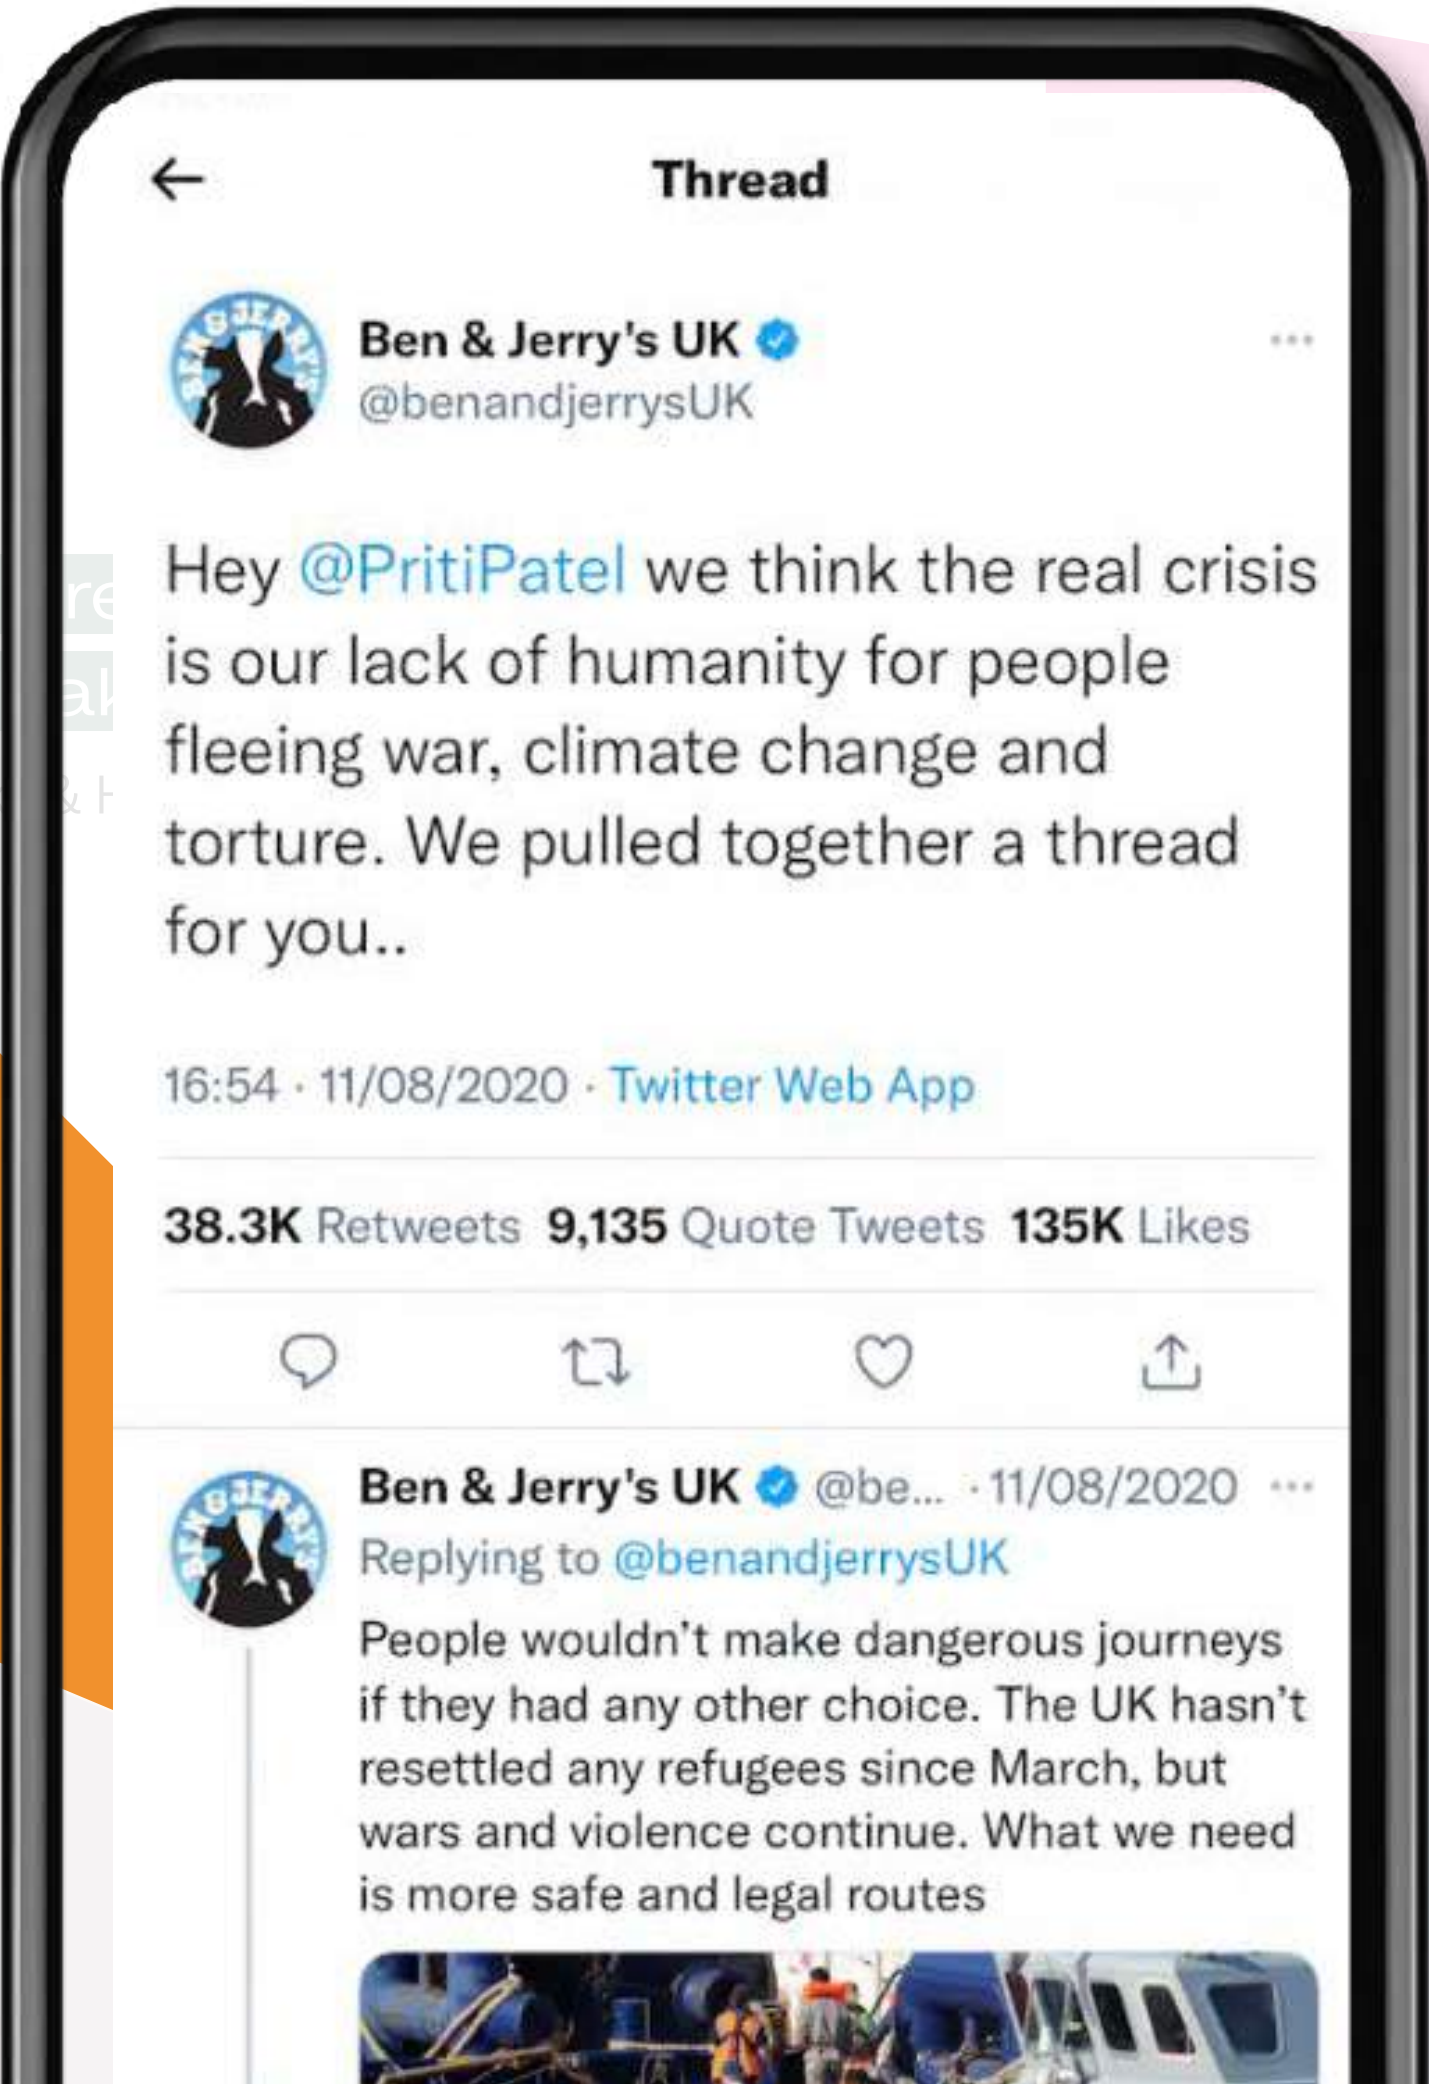 Thread
BEN & JERRY'S
Ben & Jerry's UK
@benandjerrysUK
Hey @PritiPatel we think the real crisis
is our lack of humanity for people
fleeing war, climate change and
torture. We pulled together a thread
for you..
16:54 · 11/08/2020 · Twitter Web App
38.3K Retweets 9,135 Quote Tweets 135K Likes
BEN & JERRY'S
Ben & Jerry's UK @be... · 11/08/2020
Replying to @benandjerrysUK
People wouldn't make dangerous journeys
if they had any other choice. The UK hasn't
resettled any refugees since March, but
wars and violence continue. What we need
is more safe and legal routes